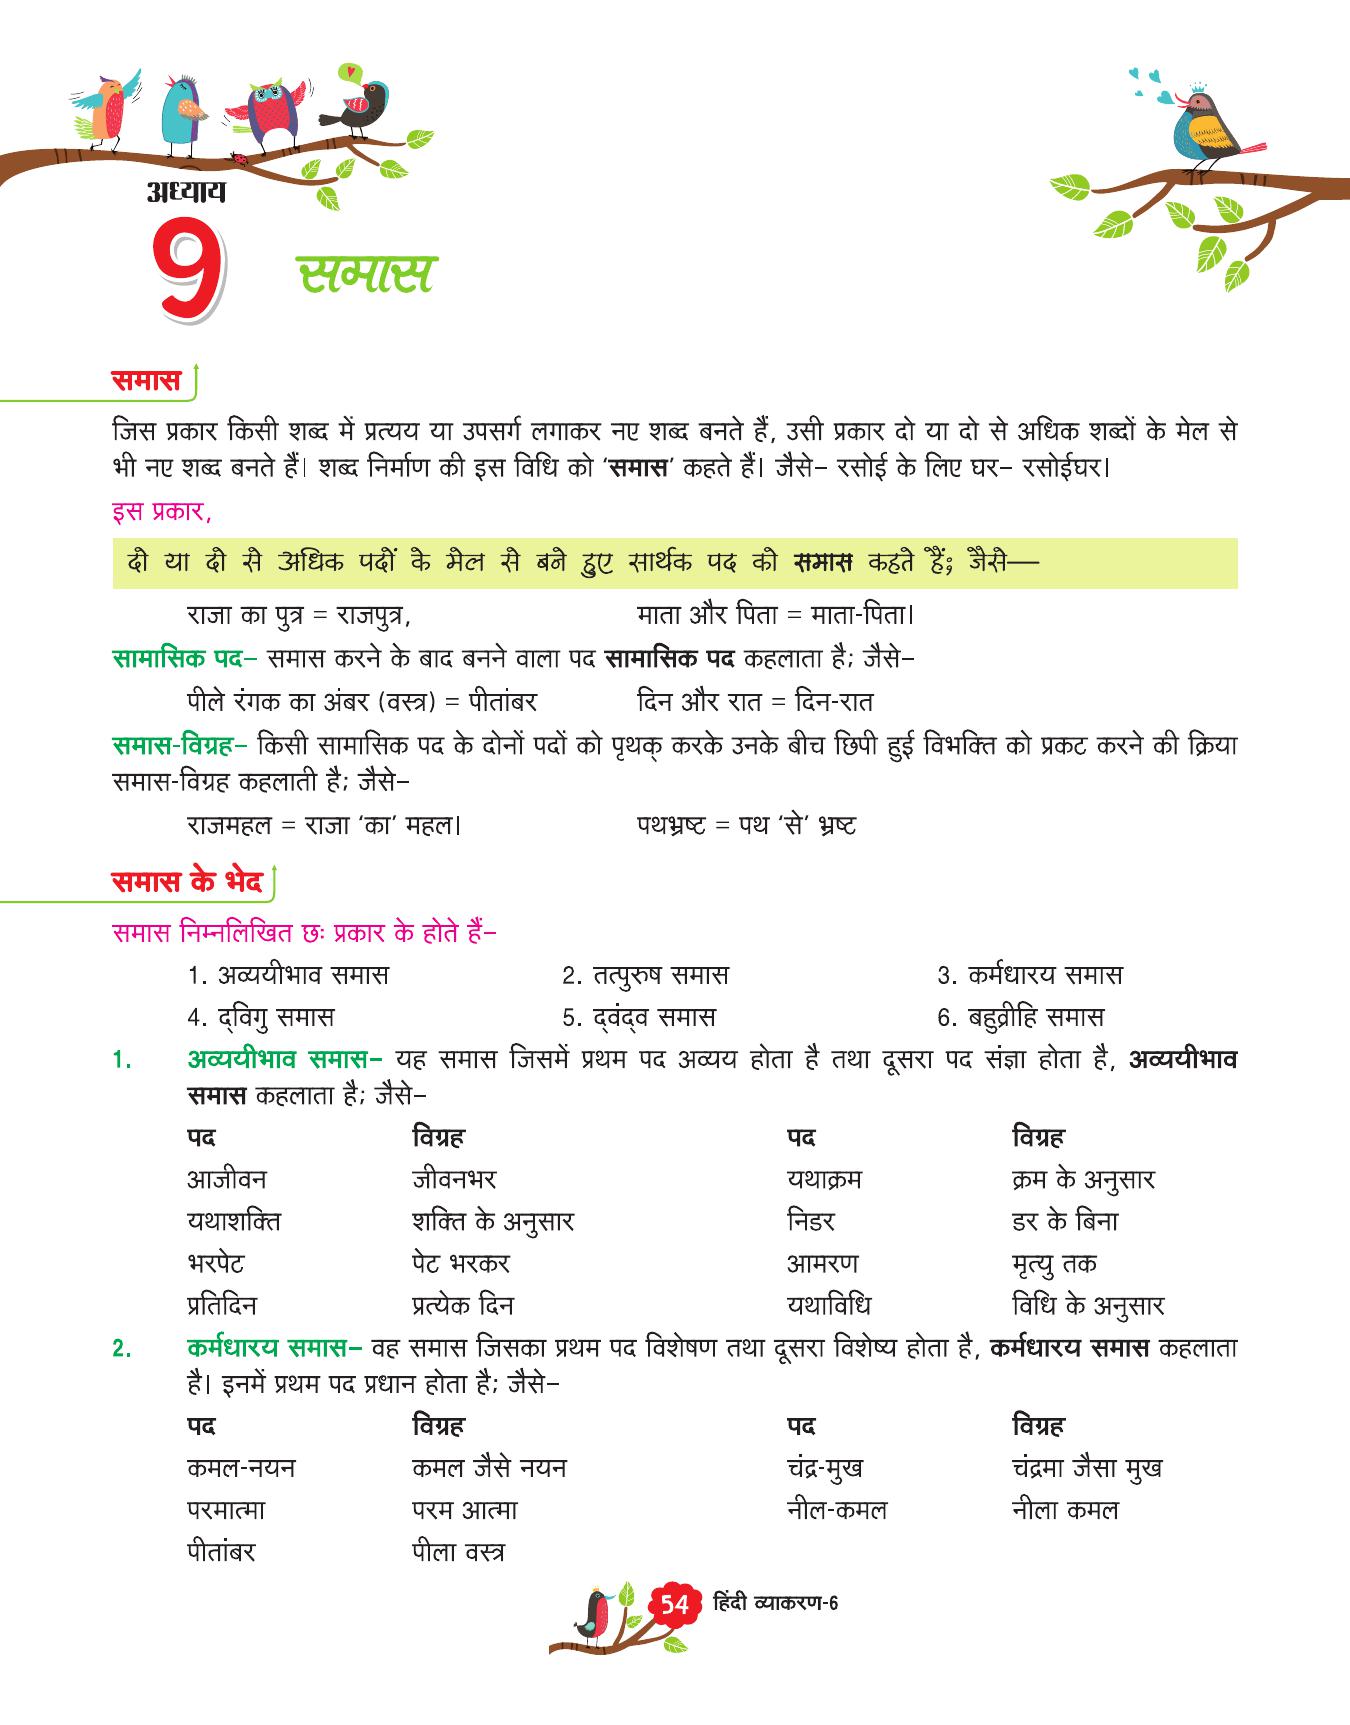 अध्याय
9
समास
समास
जिस प्रकार किसी शब्द में प्रत्यय या उपसर्ग लगाकर नए शब्द बनते हैं, उसी प्रकार दो या दो से अधिक शब्दों के मेल से
भी नए शब्द बनते हैं। शब्द निर्माण की इस विधि को ‘समास’ कहते हैं। जैसे– रसोई के लिए घर– रसोईघर।
इस प्रकार,
दो या दो से अधिक पदों के मेल से बने हुए सार्थक पद को समास कहते हैं; जैसे—
राजा का पुत्र = राजपुत्र, माता और पिता = माता-पिता।
सामासिक पद– समास करने के बाद बनने वाला पद सामासिक पद कहलाता है; जैसे–
पीले रंगक का अंबर (वस्त्र) = पीतांबर दिन और रात = दिन-रात
समास-विग्रह– किसी सामासिक पद के दोनों पदों को पृथक् करके उनके बीच छिपी हुई विभक्ति को प्रकट करने की क्रिया
समास-विग्रह कहलाती है; जैसे–
राजमहल = राजा ‘का’ महल। पथभ्रष्ट = पथ ‘से’ भ्रष्ट
समास के भेद
समास निम्नलिखित छः प्रकार के होते हैं–
1. अव्ययीभाव समास 2. तत्पुरुष समास 3. कर्मधारय समास
4. द्‌विगु समास 5. द्‌वंद्‌व समास 6. बहुव्रीहि समास
1. अव्ययीभाव समास– यह समास जिसमें प्रथम पद अव्यय होता है तथा दूसरा पद संज्ञा होता है, अव्ययीभाव
समास कहलाता है; जैसे–
पद विग्रह पद विग्रह
आजीवन जीवनभर यथाक्रम क्रम के अनुसार
यथाशक्ति शक्ति के अनुसार निडर डर के बिना
भरपेट पेट भरकर आमरण मृत्यु तक
प्रतिदिन प्रत्येक दिन यथाविधि विधि के अनुसार
2. कर्मधारय समास– वह समास जिसका प्रथम पद विशेषण तथा दूसरा विशेष्य होता है, कर्मधारय समास कहलाता
है। इनमें प्रथम पद प्रधान होता है; जैसे–
पद विग्रह पद विग्रह
कमल-नयन कमल जैसे नयन चंद्र-मुख चंद्रमा जैसा मुख
परमात्मा परम आत्मा नील-कमल नीला कमल
पीतांबर पीला वस्त्र
54 हिंदी व्याकरण-6